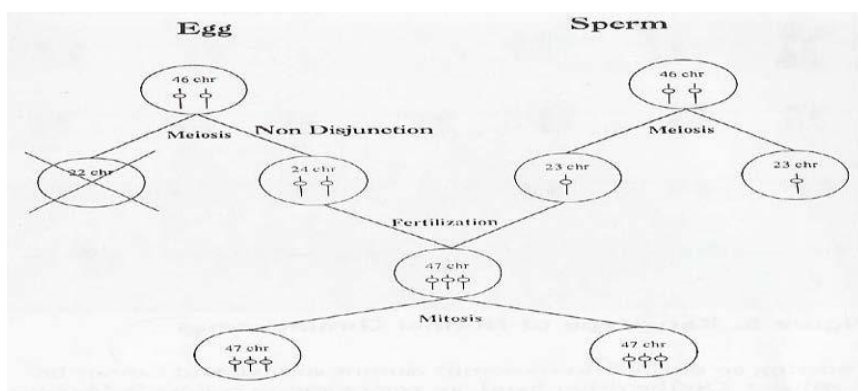 Egg
Sperm
46 chr
46 chr
Meiosis
Non Disjunction
Meiosis
22 chr
24 chr
23 chr
23 chr
Fertilization
47 chr
Mitosis
47 chr
47 chr